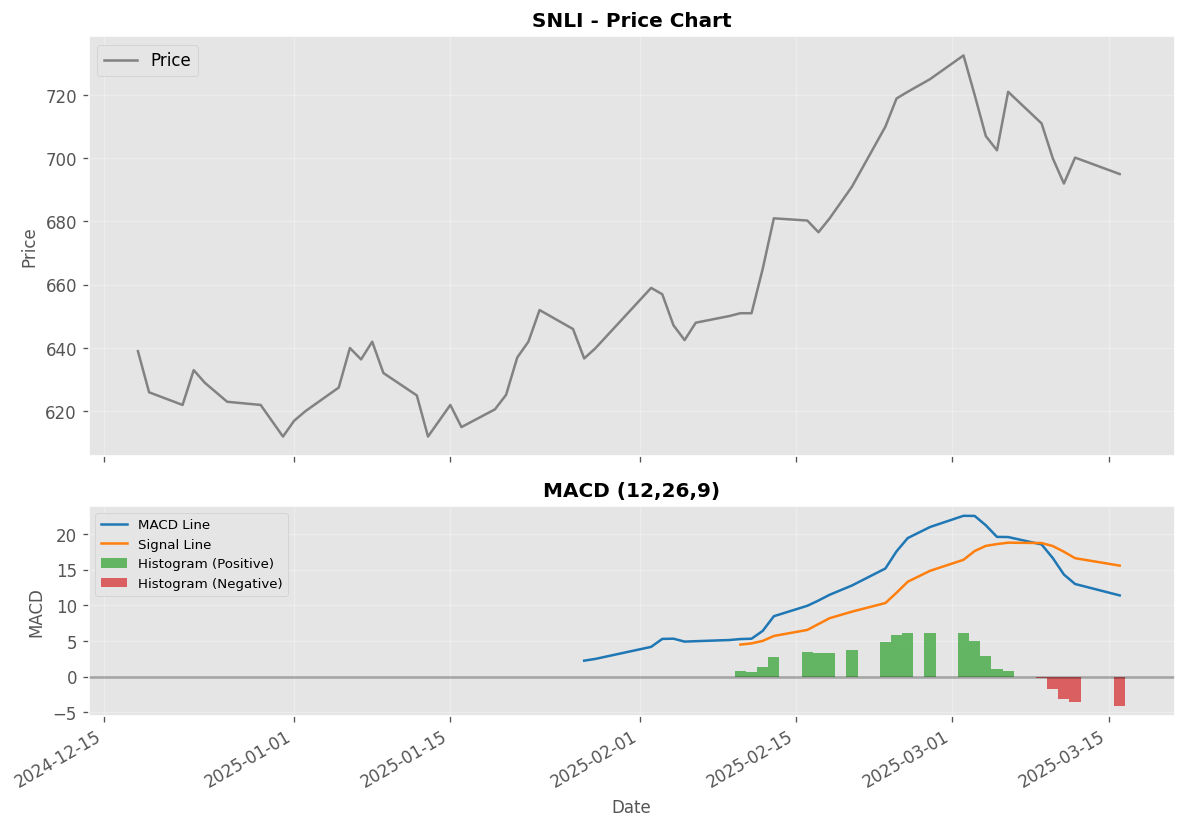 SNLI - Price Chart
Price
720
700
680
660
640
620
Price
MACD (12,26,9)
MACD Line
Signal Line
Histogram (Positive)
Histogram (Negative)
20
15
10
5
0
−5
MACD
2024-12-15
2025-01-01
2025-01-15
2025-02-01
2025-02-15
2025-03-01
2025-03-15
Date